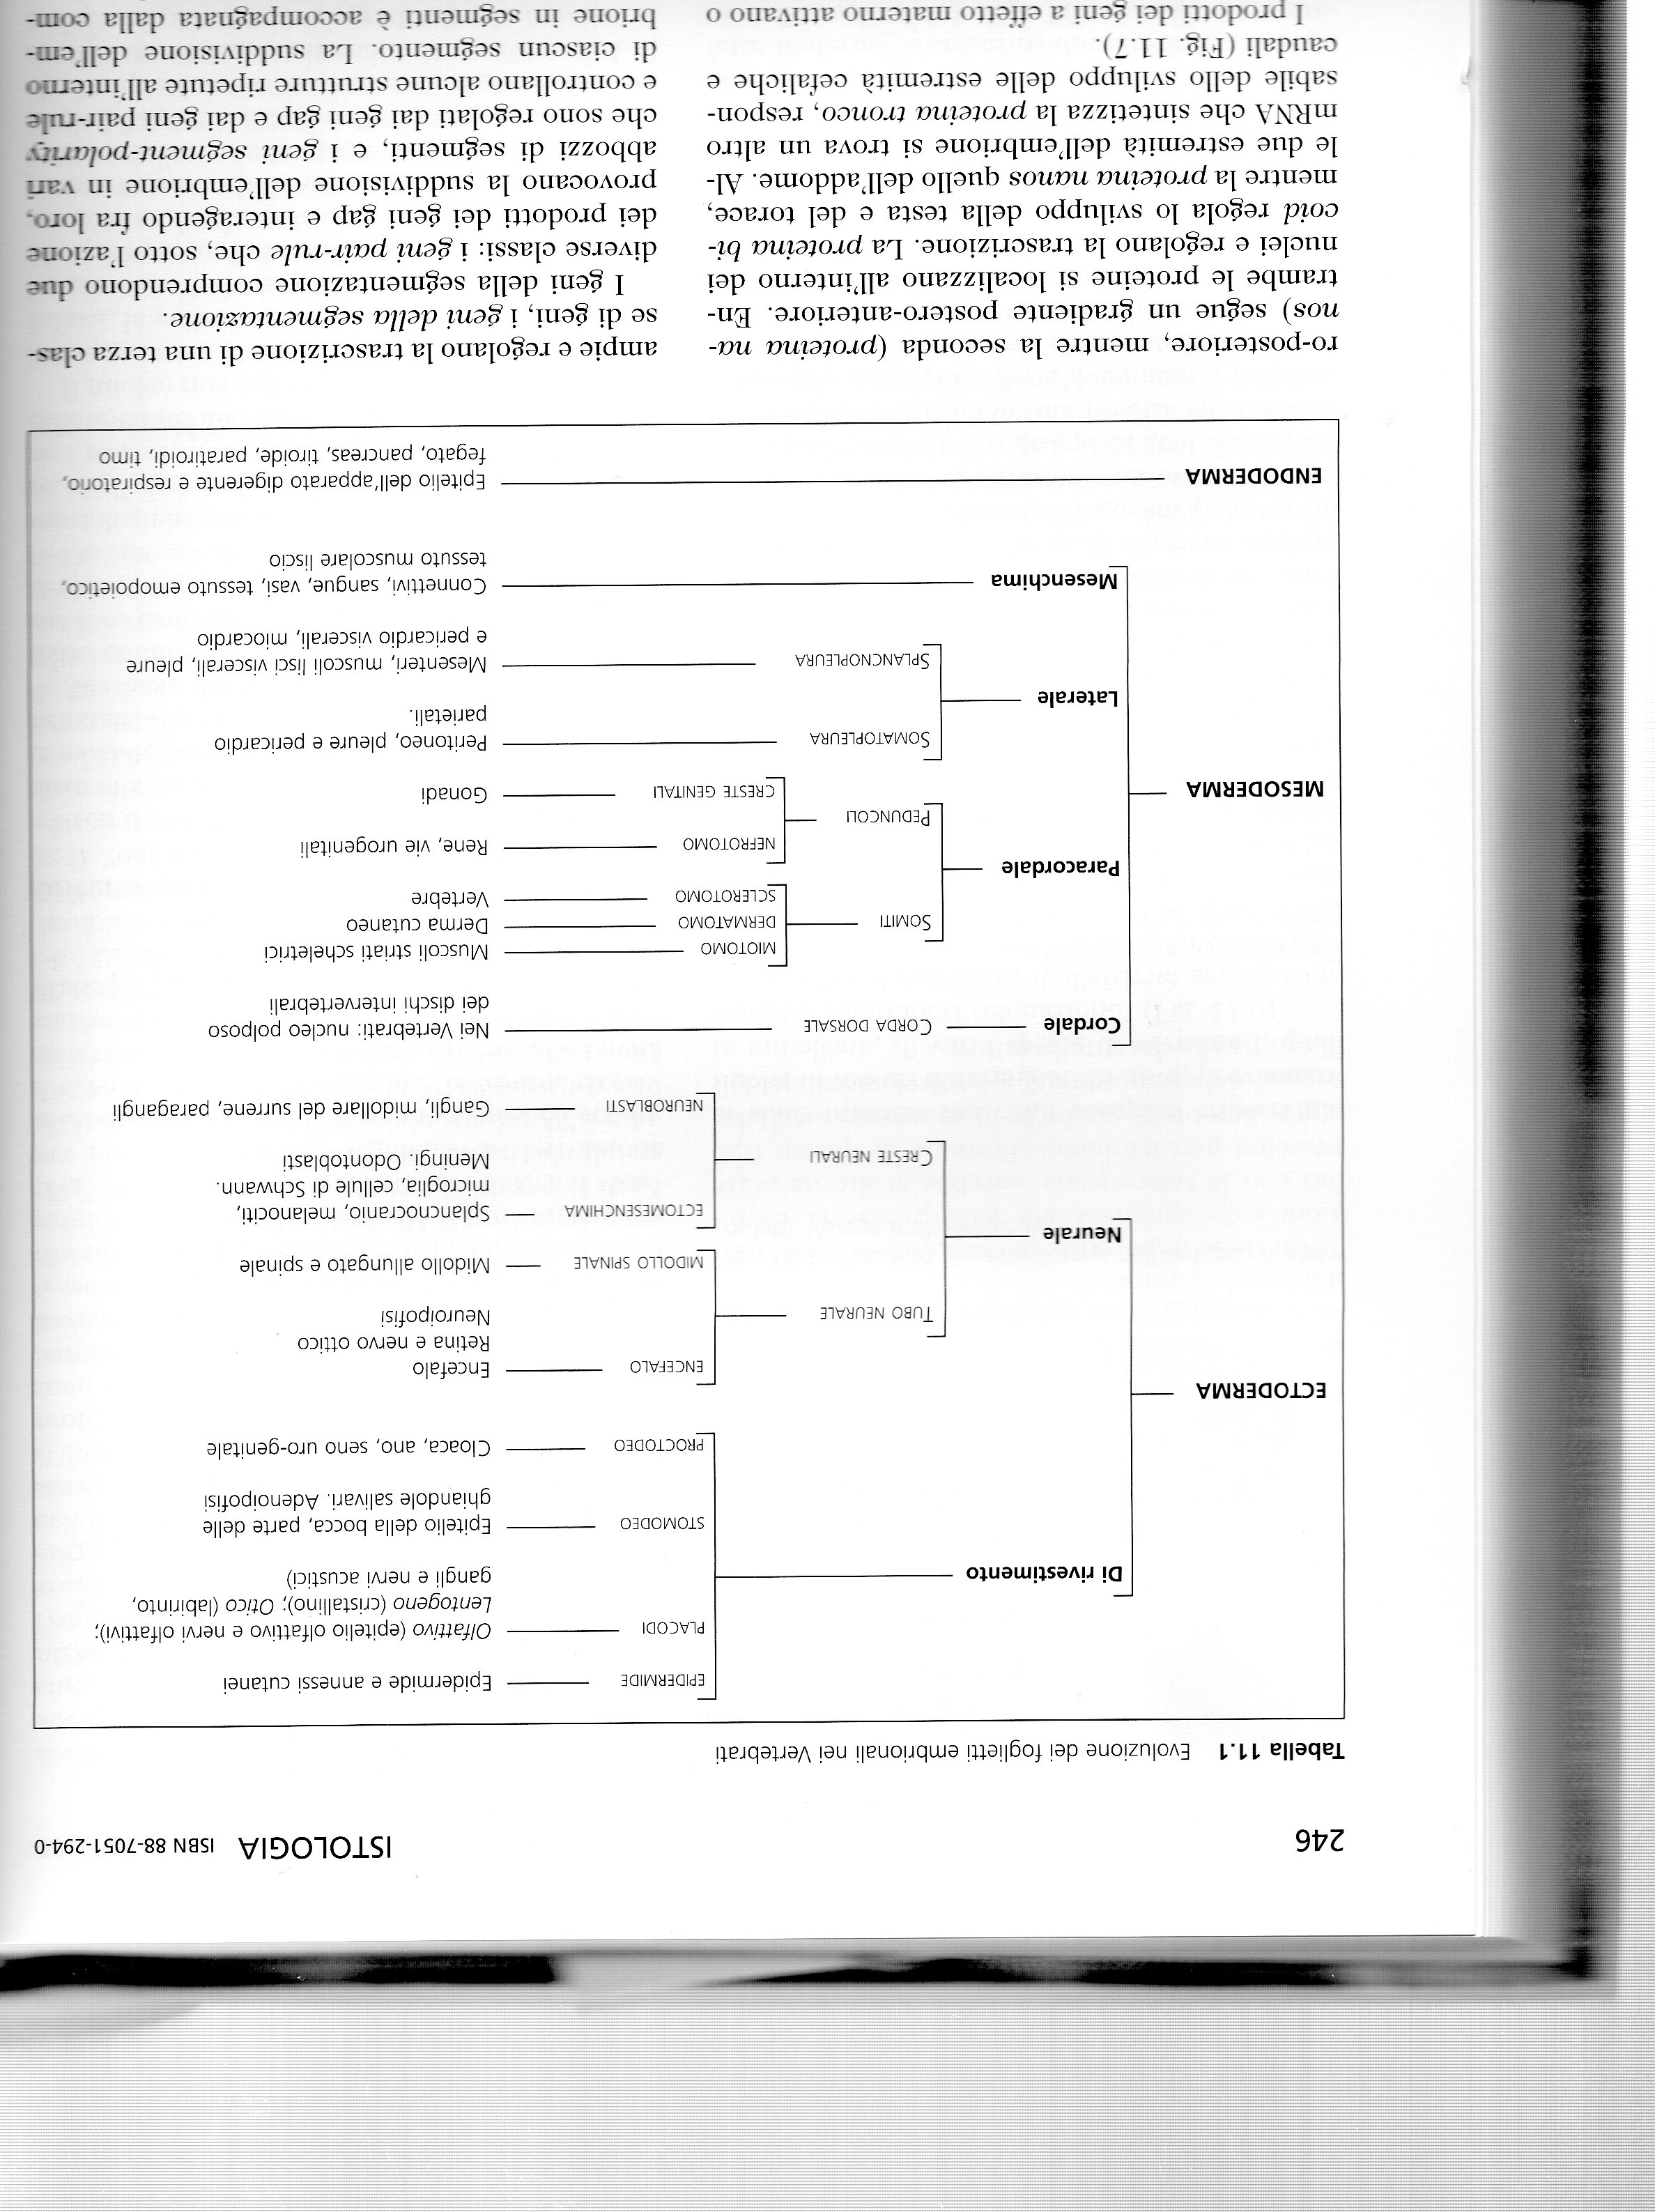 246
ISTOLOGIA ISBN 88-7051-294-0
Tabella 11.1 Evoluzione dei foglietti embrionali nei Vertebrati
ECTODERMA
Di rivestimento
EPIDERMIDE Epidermide e annessi cutanei
PLACODI Olfattivo (epitelio olfattivo e nervi olfattivi);
Lentogeno (cristallino); Otico (labirinto,
gangli e nervi acustici)
STOMODEO Epitelio della bocca, parte delle
ghiandole salivari. Adenoipofisi
PROCTODEO Cloaca, ano, seno uro-genitale
Neurale
TUBO NEURALE
ENCEFALO Encefalo
Retina e nervo ottico
Neuroipofisi
MIDOLLO SPINALE Midollo allungato e spinale
CRESTE NEURALI
ECTOMESENCHIMA Splancnocranio, melanociti,
microglia, cellule di Schwann.
Meningi. Odontoblasti
NEUROBLASTI Gangli, midollare del surrene, paragangli
MESODERMA
Cordale CORDA DORSALE Nei Vertebrati: nucleo polposo
dei dischi intervertebrali
Paracordale
SOMITI
MIOTOMO Muscoli striati scheletrici
DERMATOMO Derma cutaneo
SCLEROTOMO Vertebre
PEDUNCOLI
NEFROTOMO Rene, vie urogenitali
CRESTE GENITALI Gonadi
Laterale
SOMATOPLEURA Peritoneo, pleure e pericardio
parietali.
SPLANCNOPLEURA Mesenteri, muscoli lisci viscerali, pleure
e pericardio viscerali, miocardio
Mesenchima Connettivi, sangue, vasi, tessuto emopoietico,
tessuto muscolare liscio
ENDODERMA Epitelio dell'apparato digerente e respiratorio,
fegato, pancreas, tiroide, paratiroidi, timo
ro-posteriore, mentre la seconda (proteina na-
nos) segue un gradiente postero-anteriore. En-
trambe le proteine si localizzano all'interno dei
nuclei e regolano la trascrizione. La proteina bi-
coid regola lo sviluppo della testa e del torace,
mentre la proteina nanos quello dell'addome. Al-
le due estremità dell'embrione si trova un altro
mRNA che sintetizza la proteina tronco, respon-
sabile dello sviluppo delle estremità cefaliche e
caudali (Fig. 11.7).
I prodotti dei geni a effetto materno attivano o
ampie e regolano la trascrizione di una terza clas-
se di geni, i geni della segmentazione.
I geni della segmentazione comprendono due
diverse classi: i geni pair-rule che, sotto l'azione
dei prodotti dei geni gap e interagendo fra loro,
provocano la suddivisione dell'embrione in vari
abbozzi di segmenti, e i geni segment-polarity
che sono regolati dai geni gap e dai geni pair-rule
e controllano alcune strutture ripetute all'interno
di ciascun segmento. La suddivisione dell'em-
brione in segmenti è accompagnata dalla com-